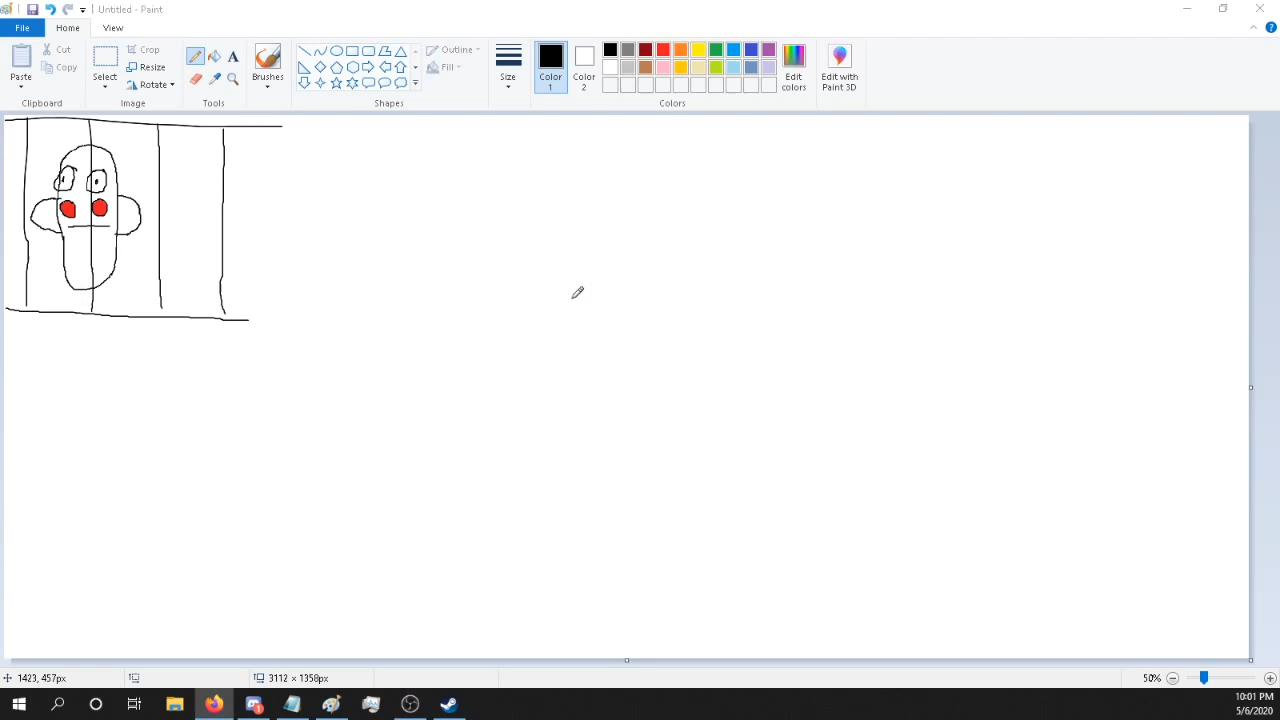 Untitled - Paint
File Home View
Paste
Cut
Copy
Clipboard
Select
Crop
Resize
Rotate
Image
Tools
Brushes
Outline
Fill
Shapes
Size
Color 1
Color 2
Edit colors
Edit with Paint 3D
Colors
1423, 457px
3112 × 1358px
50%
10:01 PM
5/6/2020